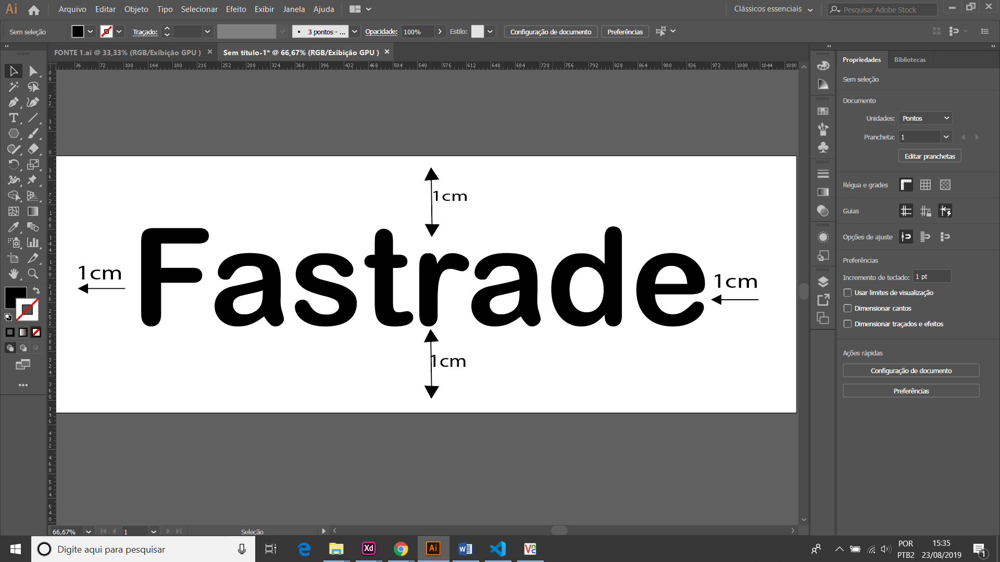 Ai Arquivo Editar Objeto Tipo Selecionar Efeito Exibir Janela Ajuda Clássicos essenciais Pesquisar Adobe Stock
Sem seleção Traçado: 3 pontos - ... Opacidade: 100% Estilo: Configuração de documento Preferências
FONTE 1.ai @ 33,33% (RGB/Exibição GPU ) × Sem título-1* @ 66,67% (RGB/Exibição GPU ) ×
36 72 108 144 180 216 252 288 324 360 396 432 468 504 540 576 612 648 684 720 756 792 828 864 900 936 972 1008 1044 1080
Propriedades Bibliotecas
Sem seleção
Documento
Unidades: Pontos
Prancheta: 1
Editar pranchetas
Régua e grades
Guias
Opções de ajuste
Preferências
Incremento de teclado: 1 pt
Usar limites de visualização
Dimensionar cantos
Dimensionar traçados e efeitos
Ações rápidas
Configuração de documento
Preferências
1cm
Fastrade
1cm
1cm
1cm
66,67% 1 Seleção
Digite aqui para pesquisar
Xd Ai W VNC
POR
PTB2
15:35
23/08/2019
1